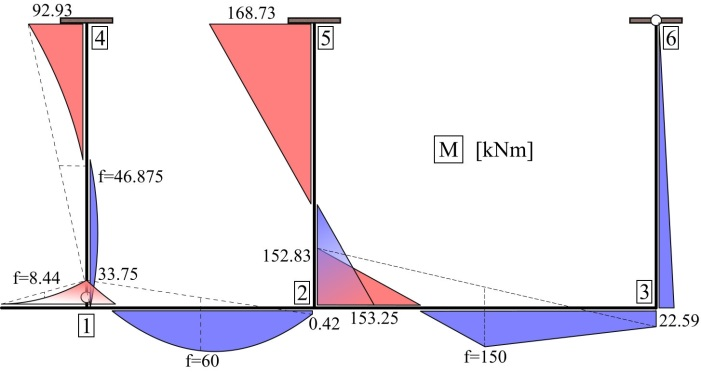 92.93
4
168.73
5
6
M [kNm]
f=46.875
152.83
f=8.44
33.75
2
3
1
0.42
153.25
22.59
f=60
f=150